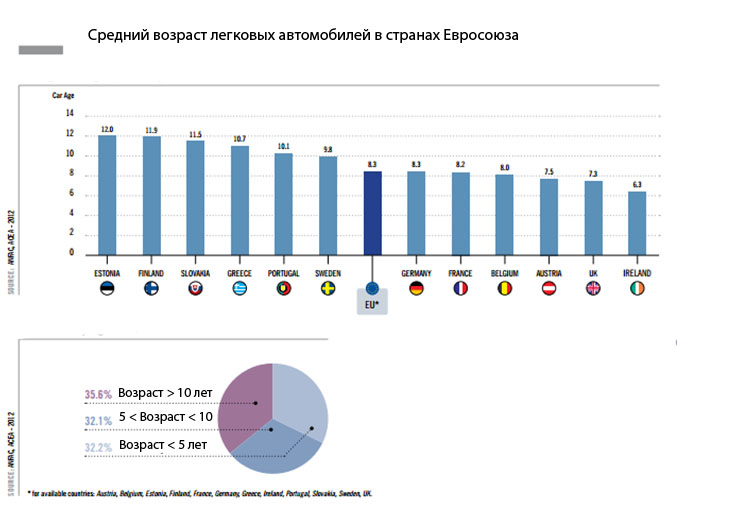 Средний возраст легковых автомобилей в странах Евросоюза
Car Age
14
12
10
8
6
4
2
0
12.0 11.9 11.5 10.7 10.1 9.8 8.3 8.3 8.2 8.0 7.5 7.3 6.3
ESTONIA FINLAND SLOVAKIA GREECE PORTUGAL SWEDEN GERMANY FRANCE BELGIUM AUSTRIA UK IRELAND
EU*
SOURCE: ANFAC, ACEA - 2012
35.6% Возраст > 10 лет
32.1% 5 < Возраст < 10
32.2% Возраст < 5 лет
SOURCE: ANFAC, ACEA - 2012
* for available countries: Austria, Belgium, Estonia, Finland, France, Germany, Greece, Ireland, Portugal, Slovakia, Sweden, UK.